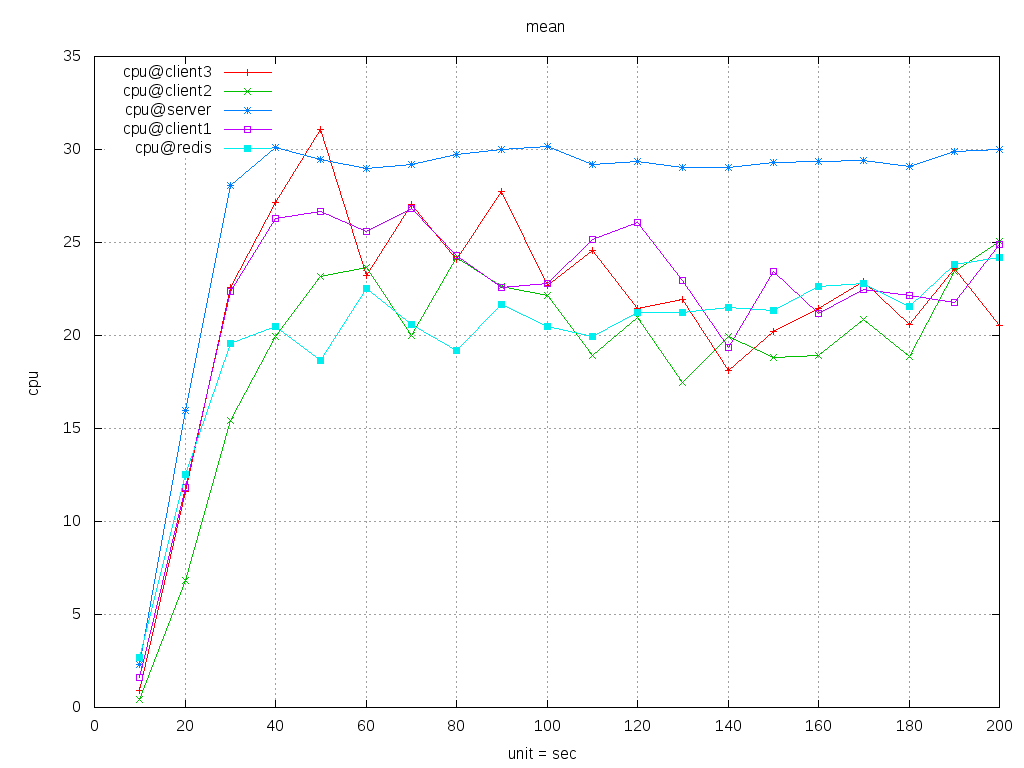 mean
35
30
25
20
15
10
5
0
cpu
cpu@client3
cpu@client2
cpu@server
cpu@client1
cpu@redis
0 20 40 60 80 100 120 140 160 180 200
unit = sec